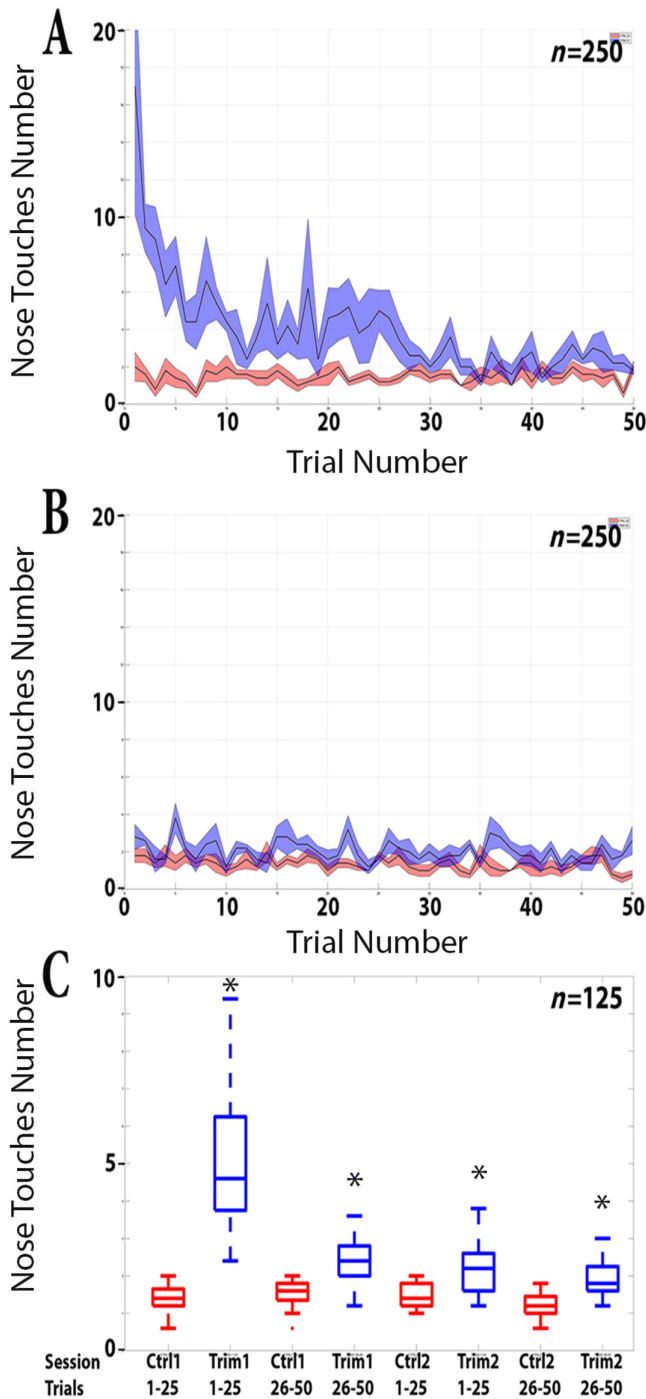 A
20
n=250
Nose Touches Number
10
0
0 10 20 30 40 50
Trial Number
B
20
n=250
Nose Touches Number
10
0
0 10 20 30 40 50
Trial Number
C
10
n=125
Nose Touches Number
*
5
* * *
0
Session Ctrl1 Trim1 Ctrl1 Trim1 Ctrl2 Trim2 Ctrl2 Trim2
Trials 1-25 1-25 26-50 26-50 1-25 1-25 26-50 26-50